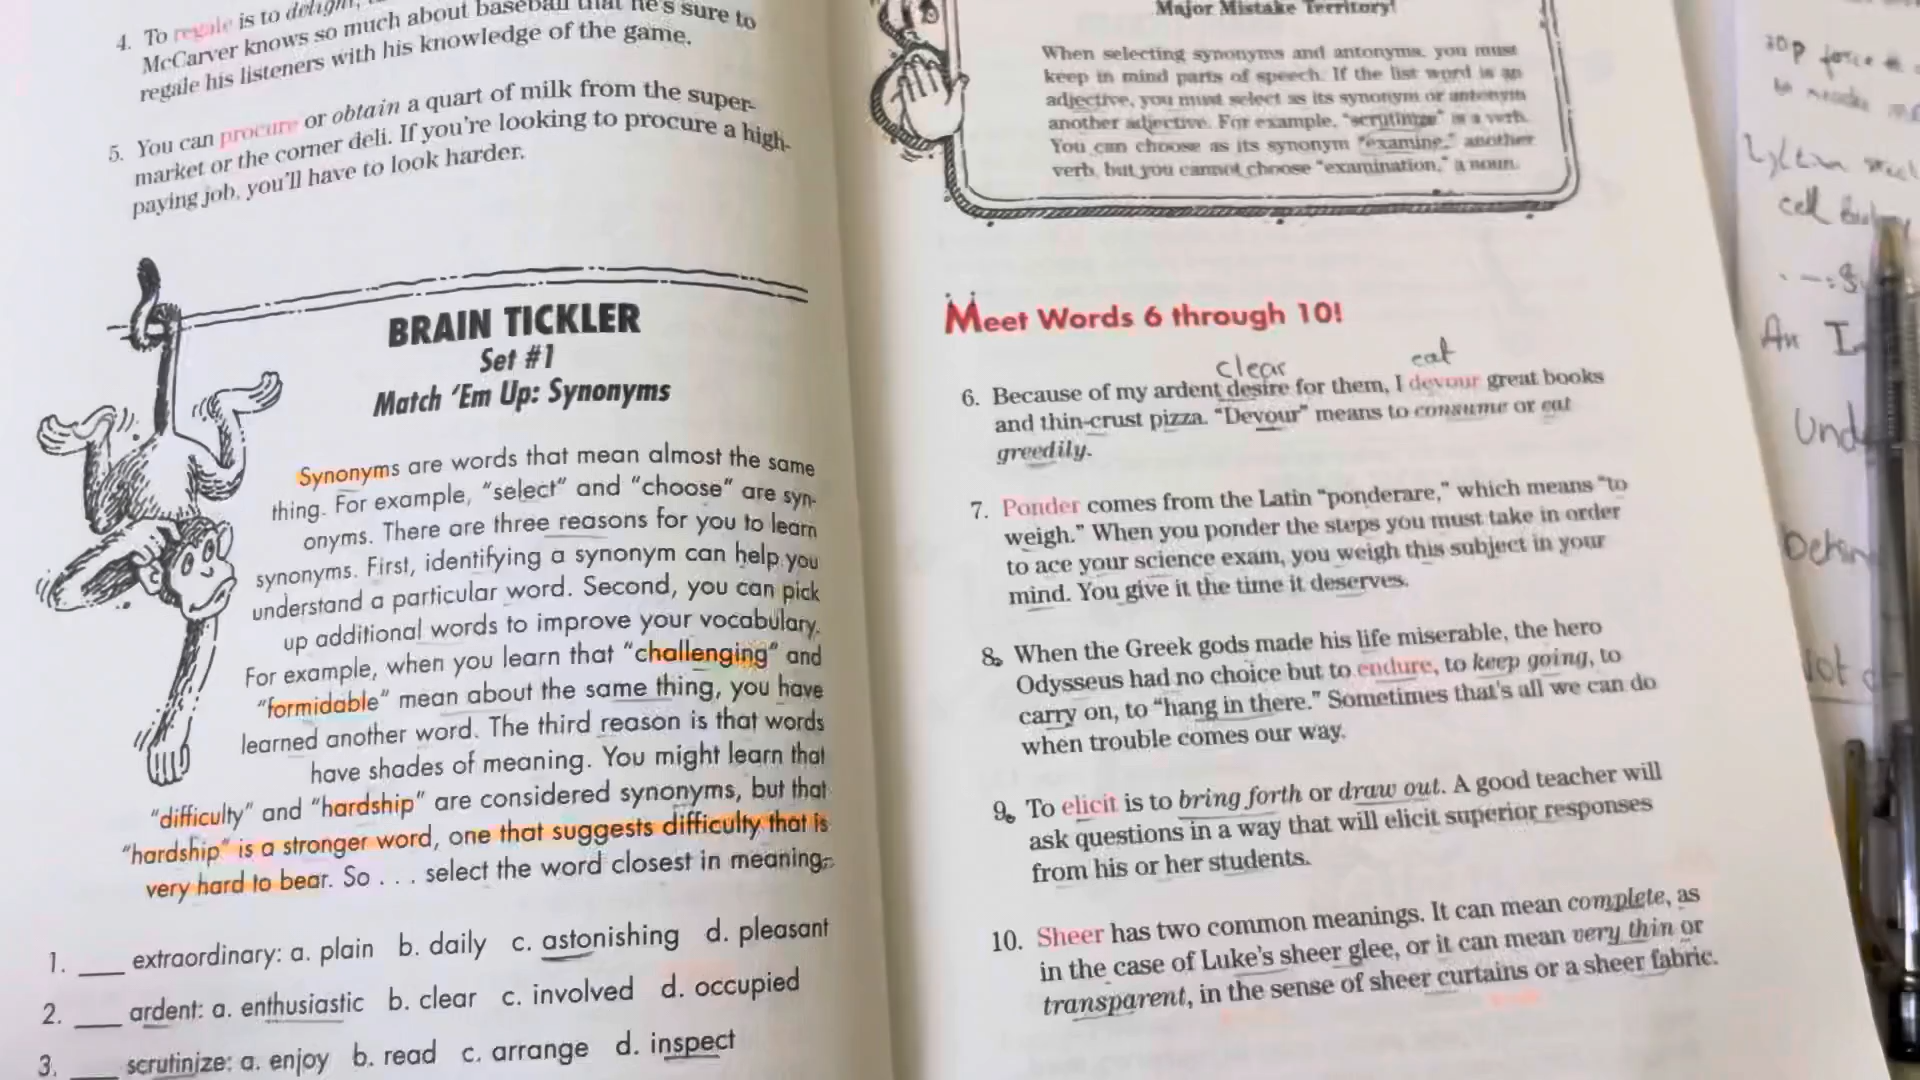 4. To regale is to delight,
McCarver knows so much about baseball that he's sure to
regale his listeners with his knowledge of the game.
5. You can procure or obtain a quart of milk from the super-
market or the corner deli. If you're looking to procure a high-
paying job, you'll have to look harder.
BRAIN TICKLER
Set #1
Match 'Em Up: Synonyms
Synonyms are words that mean almost the same
thing. For example, "select" and "choose" are syn-
onyms. There are three reasons for you to learn
synonyms. First, identifying a synonym can help you
understand a particular word. Second, you can pick
up additional words to improve your vocabulary.
For example, when you learn that "challenging" and
"formidable" mean about the same thing, you have
learned another word. The third reason is that words
have shades of meaning. You might learn that
"difficulty" and "hardship" are considered synonyms, but that
"hardship" is a stronger word, one that suggests difficulty that is
very hard to bear. So . . . select the word closest in meaning.
1. ___ extraordinary: a. plain b. daily c. astonishing d. pleasant
2. ___ ardent: a. enthusiastic b. clear c. involved d. occupied
3. ___ scrutinize: a. enjoy b. read c. arrange d. inspect
Major Mistake Territory!
When selecting synonyms and antonyms, you must
keep in mind parts of speech. If the list word is an
adjective, you must select as its synonym or antonym
another adjective. For example, "scrutinize" is a verb.
You can choose as its synonym "examine," another
verb, but you cannot choose "examination," a noun.
Meet Words 6 through 10!
clear eat
6. Because of my ardent desire for them, I devour great books
and thin-crust pizza. "Devour" means to consume or eat
greedily.
7. Ponder comes from the Latin "ponderare," which means "to
weigh." When you ponder the steps you must take in order
to ace your science exam, you weigh this subject in your
mind. You give it the time it deserves.
8. When the Greek gods made his life miserable, the hero
Odysseus had no choice but to endure, to keep going, to
carry on, to "hang in there." Sometimes that's all we can do
when trouble comes our way.
9. To elicit is to bring forth or draw out. A good teacher will
ask questions in a way that will elicit superior responses
from his or her students.
10. Sheer has two common meanings. It can mean complete, as
in the case of Luke's sheer glee, or it can mean very thin or
transparent, in the sense of sheer curtains or a sheer fabric.
force
to
cell
An